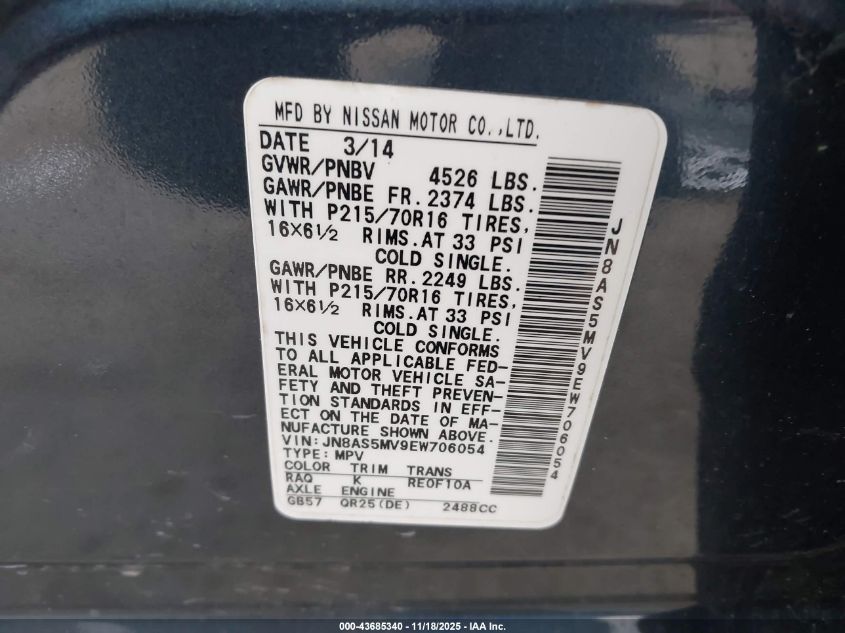 MFD BY NISSAN MOTOR CO.,LTD.
DATE 3/14
GVWR/PNBV 4526 LBS.
GAWR/PNBE FR. 2374 LBS.
WITH P215/70R16 TIRES,
16×6½ RIMS. AT 33 PSI
COLD SINGLE.
GAWR/PNBE RR. 2249 LBS.
WITH P215/70R16 TIRES,
16×6½ RIMS. AT 33 PSI
COLD SINGLE.
THIS VEHICLE CONFORMS
TO ALL APPLICABLE FED-
ERAL MOTOR VEHICLE SA-
FETY AND THEFT PREVEN-
TION STANDARDS IN EFF-
ECT ON THE DATE OF MA-
NUFACTURE SHOWN ABOVE.
VIN: JN8AS5MV9EW706054
TYPE: MPV
COLOR TRIM TRANS
RAQ K RE0F10A
AXLE ENGINE
GB57 QR25(DE) 2488CC
JN8AS5MV9EW706054
000-43685340 - 11/18/2025 - IAA Inc.